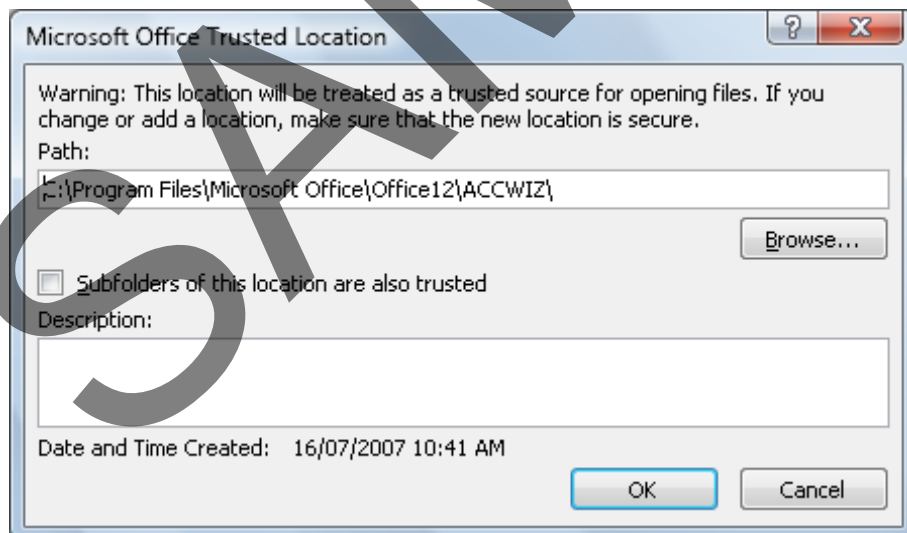 Microsoft Office Trusted Location
?
Warning: This location will be treated as a trusted source for opening files. If you
change or add a location, make sure that the new location is secure.
Path:
C:\Program Files\Microsoft Office\Office12\ACCWIZ\
Browse...
Subfolders of this location are also trusted
Description:
Date and Time Created: 16/07/2007 10:41 AM
OK
Cancel